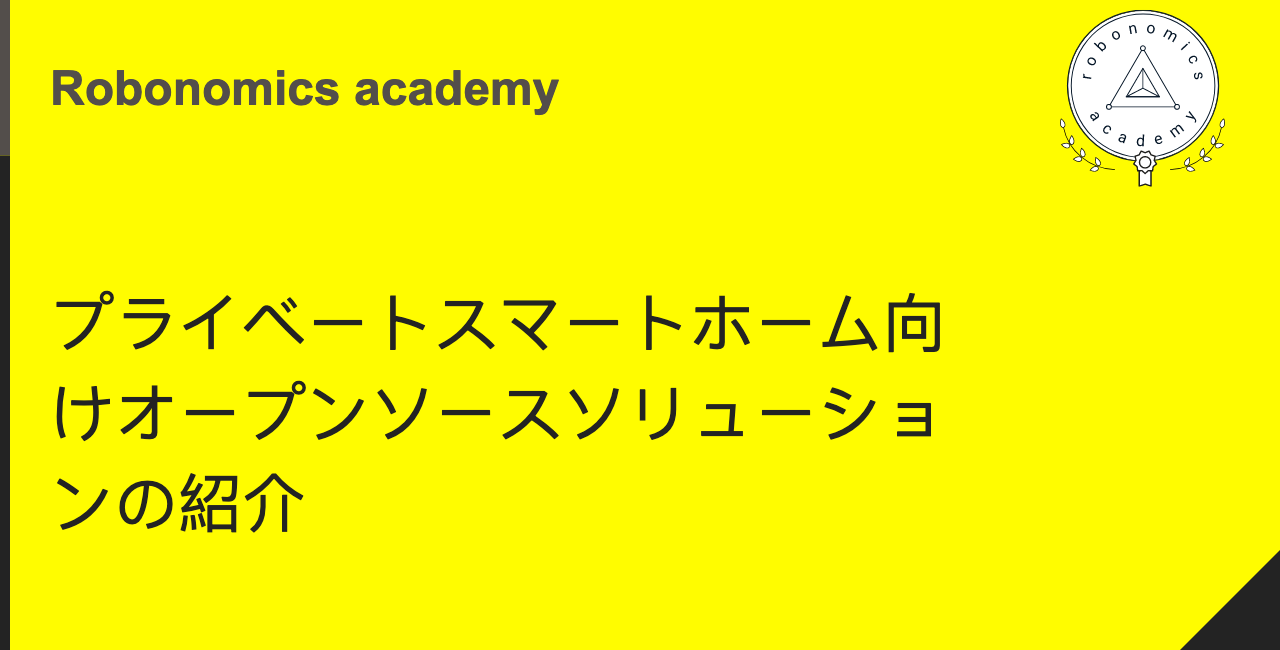 Robonomics academy
robonomics
academy
プライベートスマートホーム向
けオープンソースソリューショ
ンの紹介